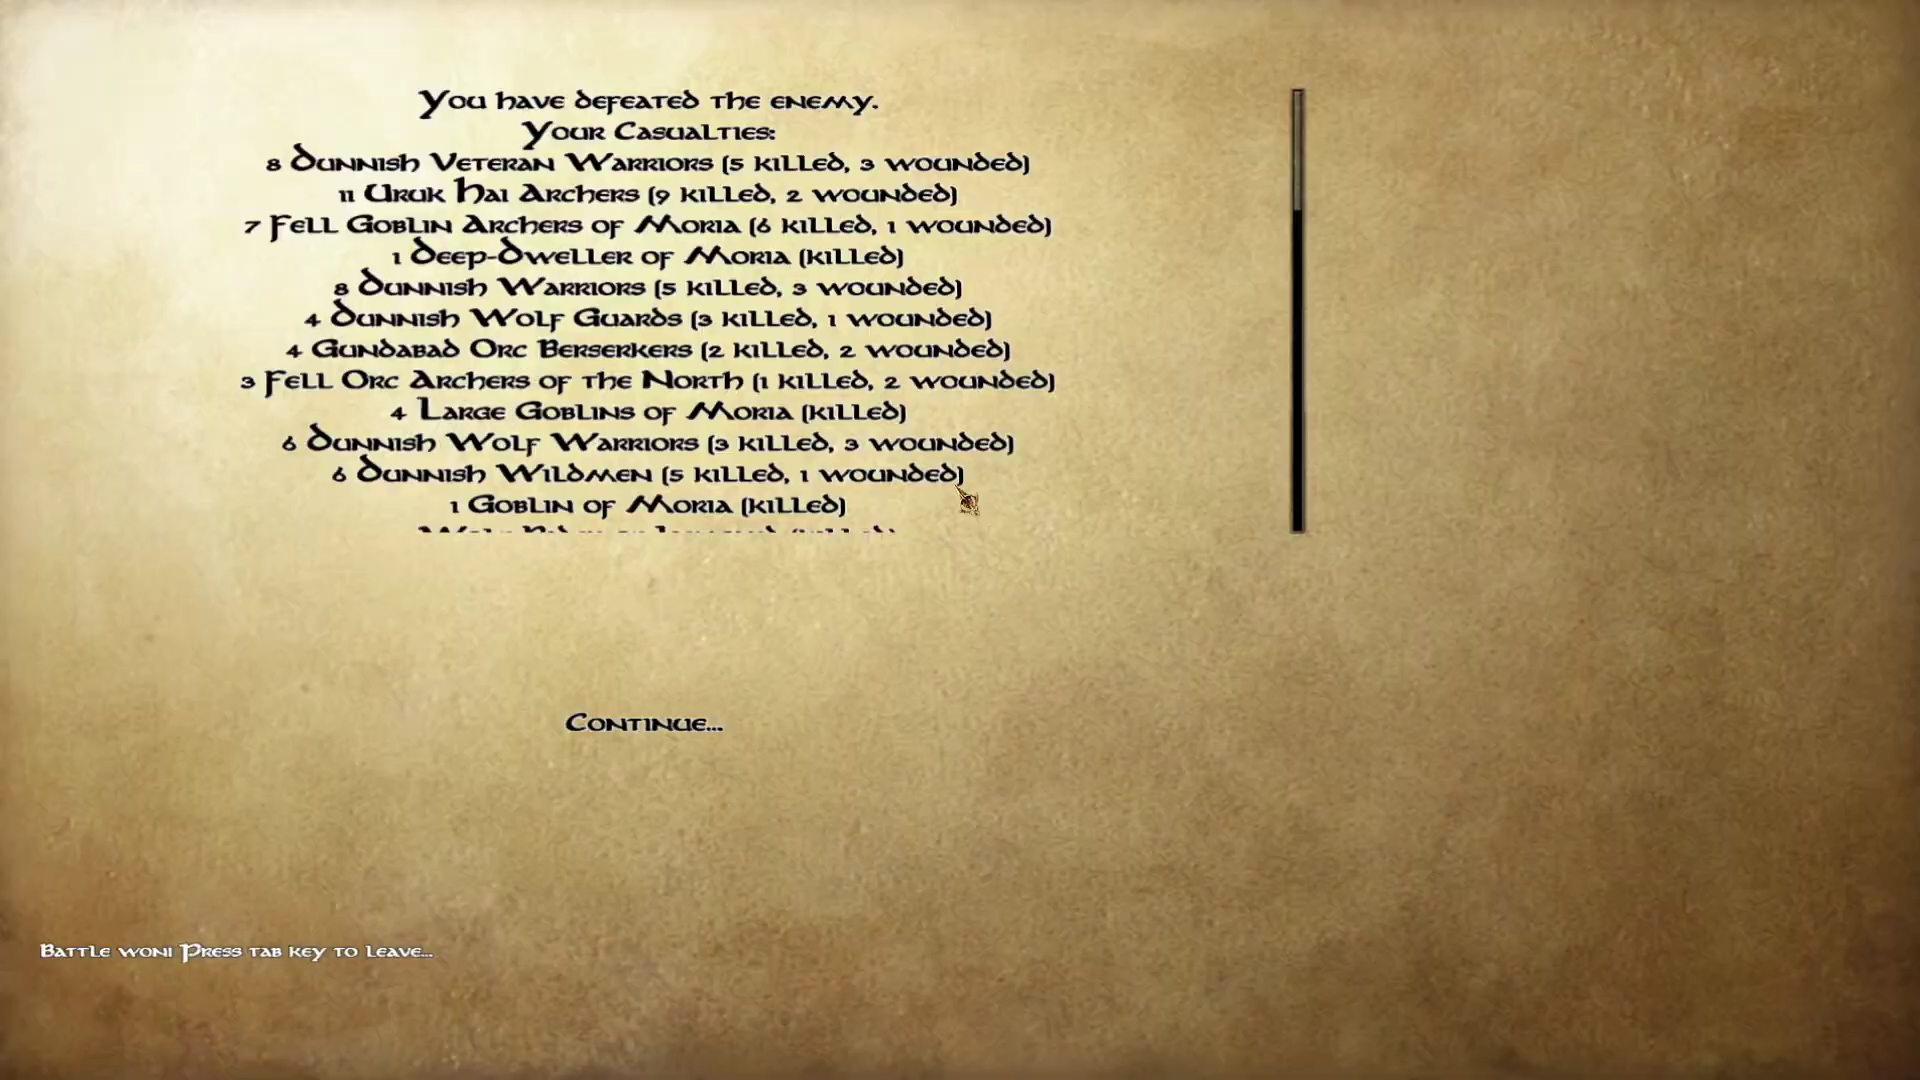 You have defeated the enemy.
Your Casualties:
8 Dunnish Veteran Warriors (5 killed, 3 wounded)
11 Uruk Hai Archers (9 killed, 2 wounded)
7 Fell Goblin Archers of Moria (6 killed, 1 wounded)
1 Deep-Dweller of Moria (killed)
8 Dunnish Warriors (5 killed, 3 wounded)
4 Dunnish Wolf Guards (3 killed, 1 wounded)
4 Gundabad Orc Berserkers (2 killed, 2 wounded)
3 Fell Orc Archers of the North (1 killed, 2 wounded)
4 Large Goblins of Moria (killed)
6 Dunnish Wolf Warriors (3 killed, 3 wounded)
6 Dunnish Wildmen (5 killed, 1 wounded)
1 Goblin of Moria (killed)
Continue...
Battle won! Press tab key to leave...